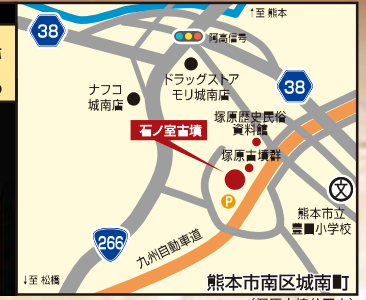 ↑至 熊本
38
阿高信号
ドラッグストア
モリ城南店
38
ナフコ
城南店
塚原歴史民俗
資料館
石ノ室古墳
塚原古墳群
P
文
熊本市立
小学校
266
九州自動車道
↓至 松橋
熊本市南区城南町